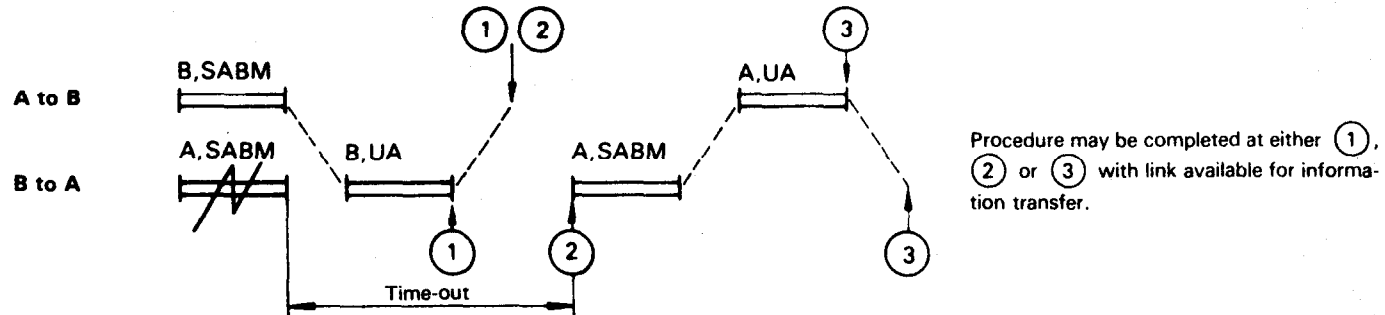 1 2 3
B,SABM A,UA
A to B
A,SABM B,UA A,SABM
B to A
1 2 3
Time-out
Procedure may be completed at either 1,
2 or 3 with link available for informa-
tion transfer.